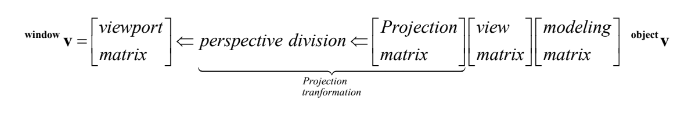 window v = [viewport matrix] ⇐ perspective division ⇐ [Projection matrix] [view matrix] [modeling matrix] object v
Projection
tranformation